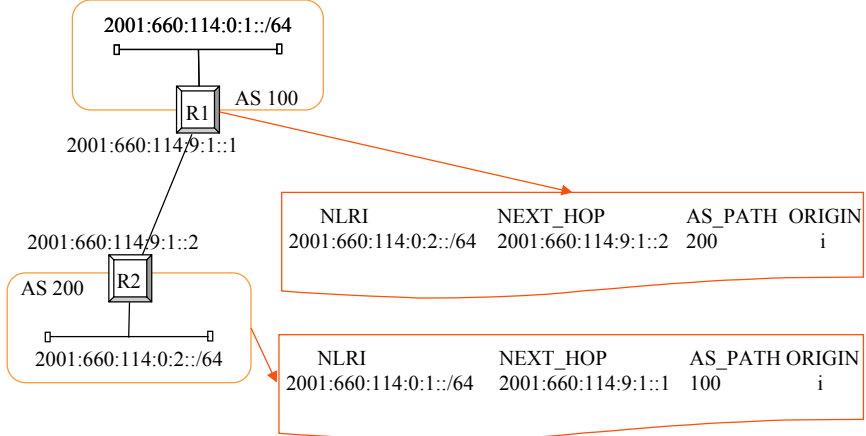 2001:660:114:0:1::/64
AS 100
R1
2001:660:114:9:1::1
NLRI NEXT_HOP AS_PATH ORIGIN
2001:660:114:0:2::/64 2001:660:114:9:1::2 200 i
2001:660:114:9:1::2
R2
AS 200
2001:660:114:0:2::/64
NLRI NEXT_HOP AS_PATH ORIGIN
2001:660:114:0:1::/64 2001:660:114:9:1::1 100 i